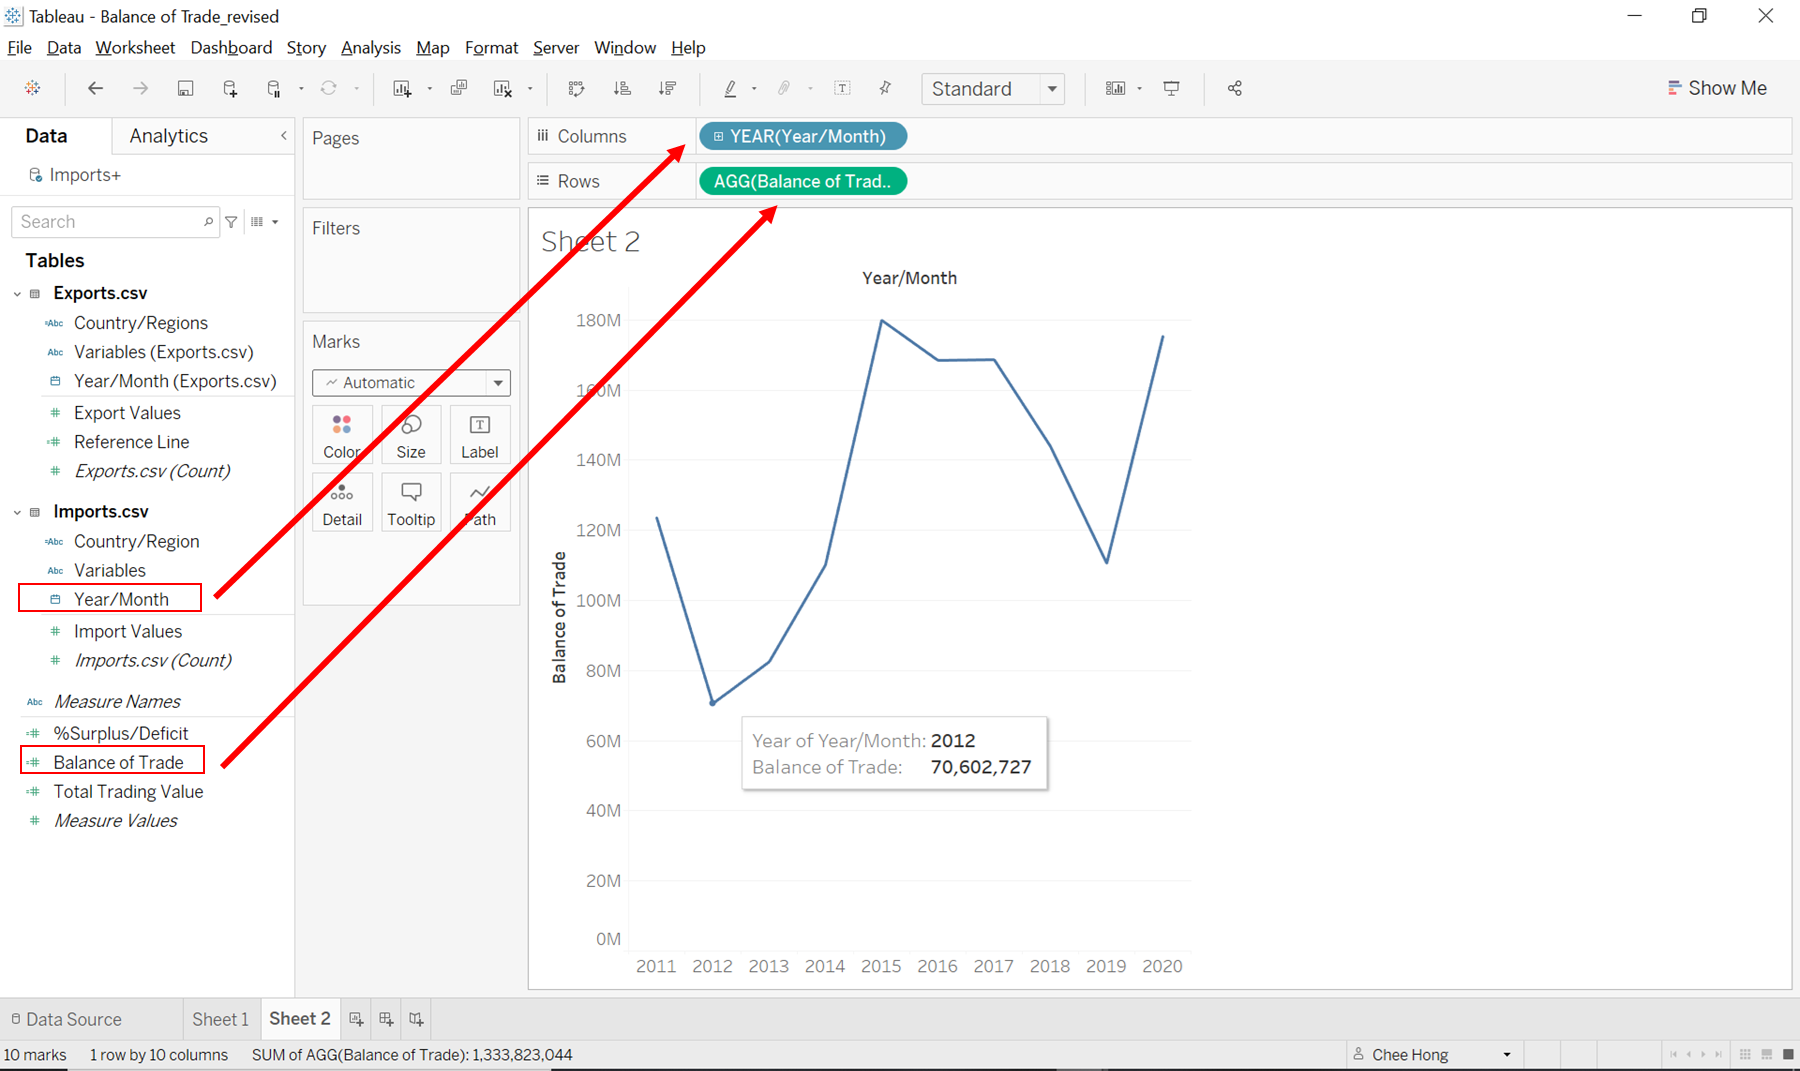 Tableau - Balance of Trade_revised
File Data Worksheet Dashboard Story Analysis Map Format Server Window Help
Standard
Show Me
Data Analytics
Imports+
Search
Tables
Exports.csv
Abc Country/Regions
Abc Variables (Exports.csv)
Year/Month (Exports.csv)
Export Values
Reference Line
Exports.csv (Count)
Imports.csv
Abc Country/Region
Abc Variables
Year/Month
Import Values
Imports.csv (Count)
Abc Measure Names
%Surplus/Deficit
Balance of Trade
Total Trading Value
Measure Values
Pages
Filters
Marks
Automatic
Color Size Label
Detail Tooltip Path
Columns YEAR(Year/Month)
Rows AGG(Balance of Trad..
Sheet 2
Year/Month
Balance of Trade
180M
160M
140M
120M
100M
80M
60M
40M
20M
0M
Year of Year/Month: 2012
Balance of Trade: 70,602,727
2011 2012 2013 2014 2015 2016 2017 2018 2019 2020
Data Source Sheet 1 Sheet 2
10 marks 1 row by 10 columns SUM of AGG(Balance of Trade): 1,333,823,044 Chee Hong